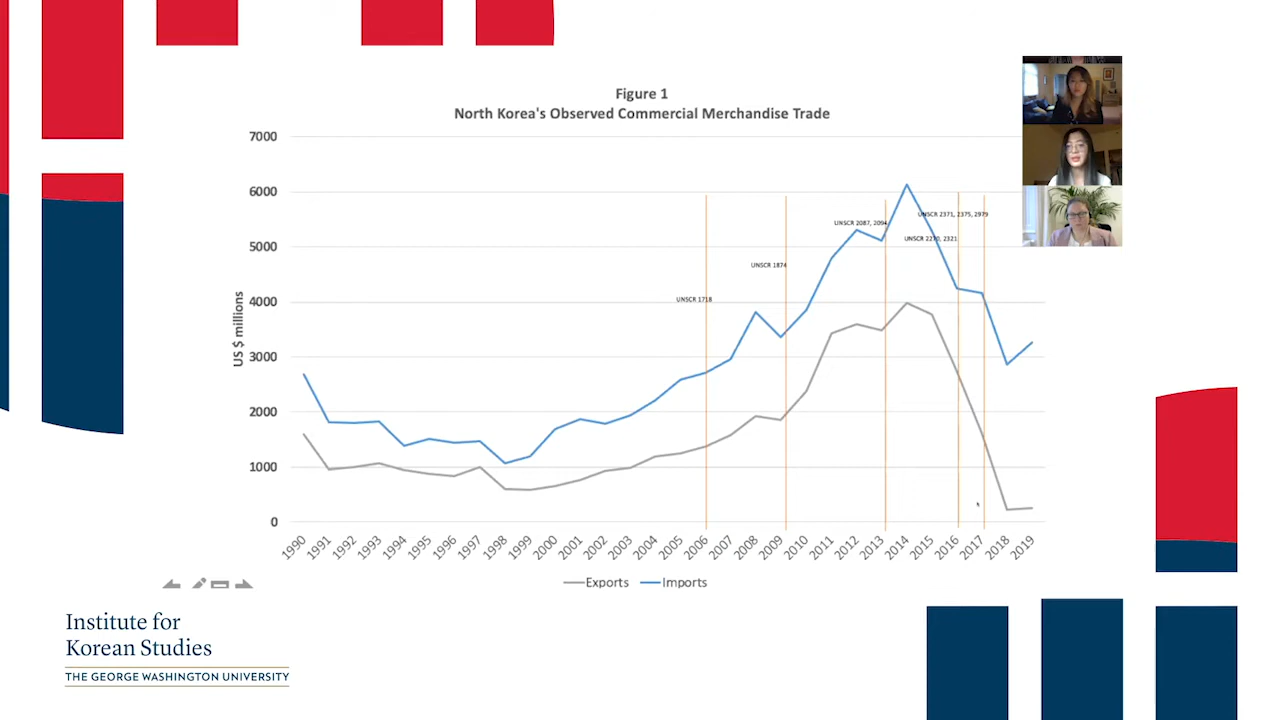 Figure 1
North Korea's Observed Commercial Merchandise Trade
7000
6000
5000
4000
3000
2000
1000
0
US $ millions
UNSCR 1718
UNSCR 1874
UNSCR 2087, 2094
UNSCR 2371, 2375, 2979
UNSCR 2270, 2321
1990
1991
1992
1993
1994
1995
1996
1997
1998
1999
2000
2001
2002
2003
2004
2005
2006
2007
2008
2009
2010
2011
2012
2013
2014
2015
2016
2017
2018
2019
Exports
Imports
Institute for
Korean Studies
THE GEORGE WASHINGTON UNIVERSITY